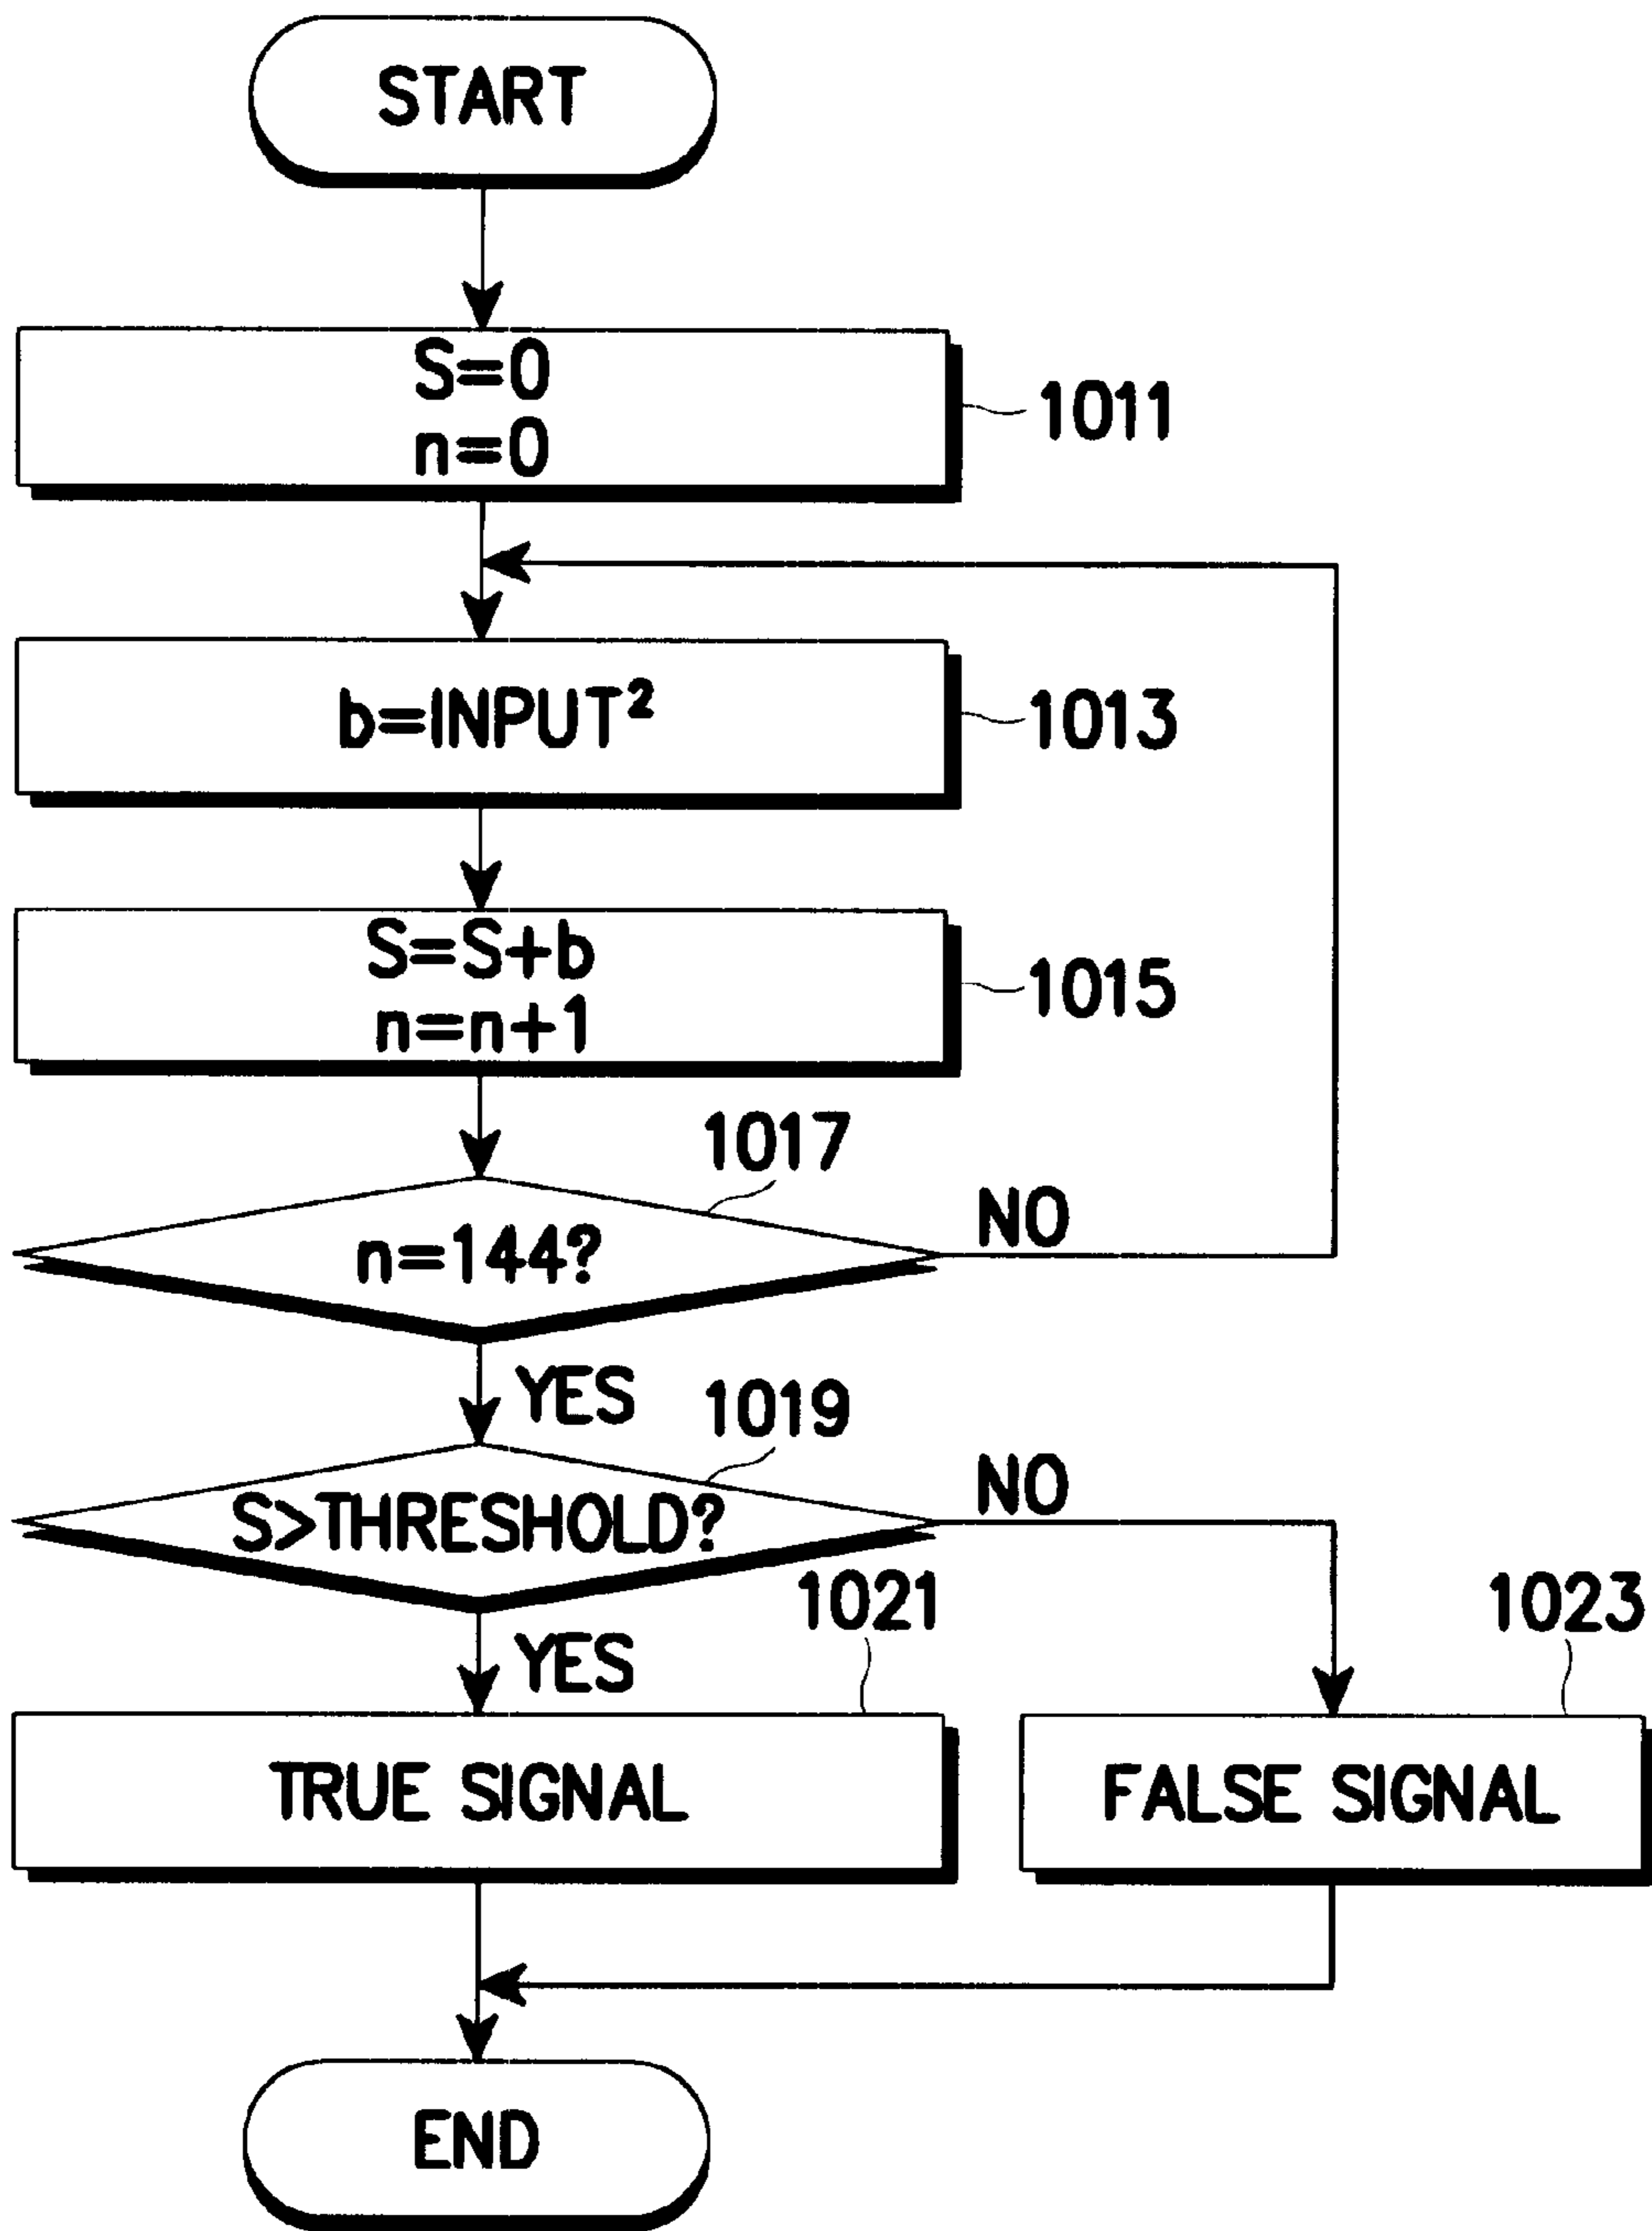 START
S=0
n=0
1011
b=INPUT²
1013
S=S+b
n=n+1
1015
1017
n=144?
NO
YES
1019
S>THRESHOLD?
NO
YES
1021
1023
TRUE SIGNAL
FALSE SIGNAL
END